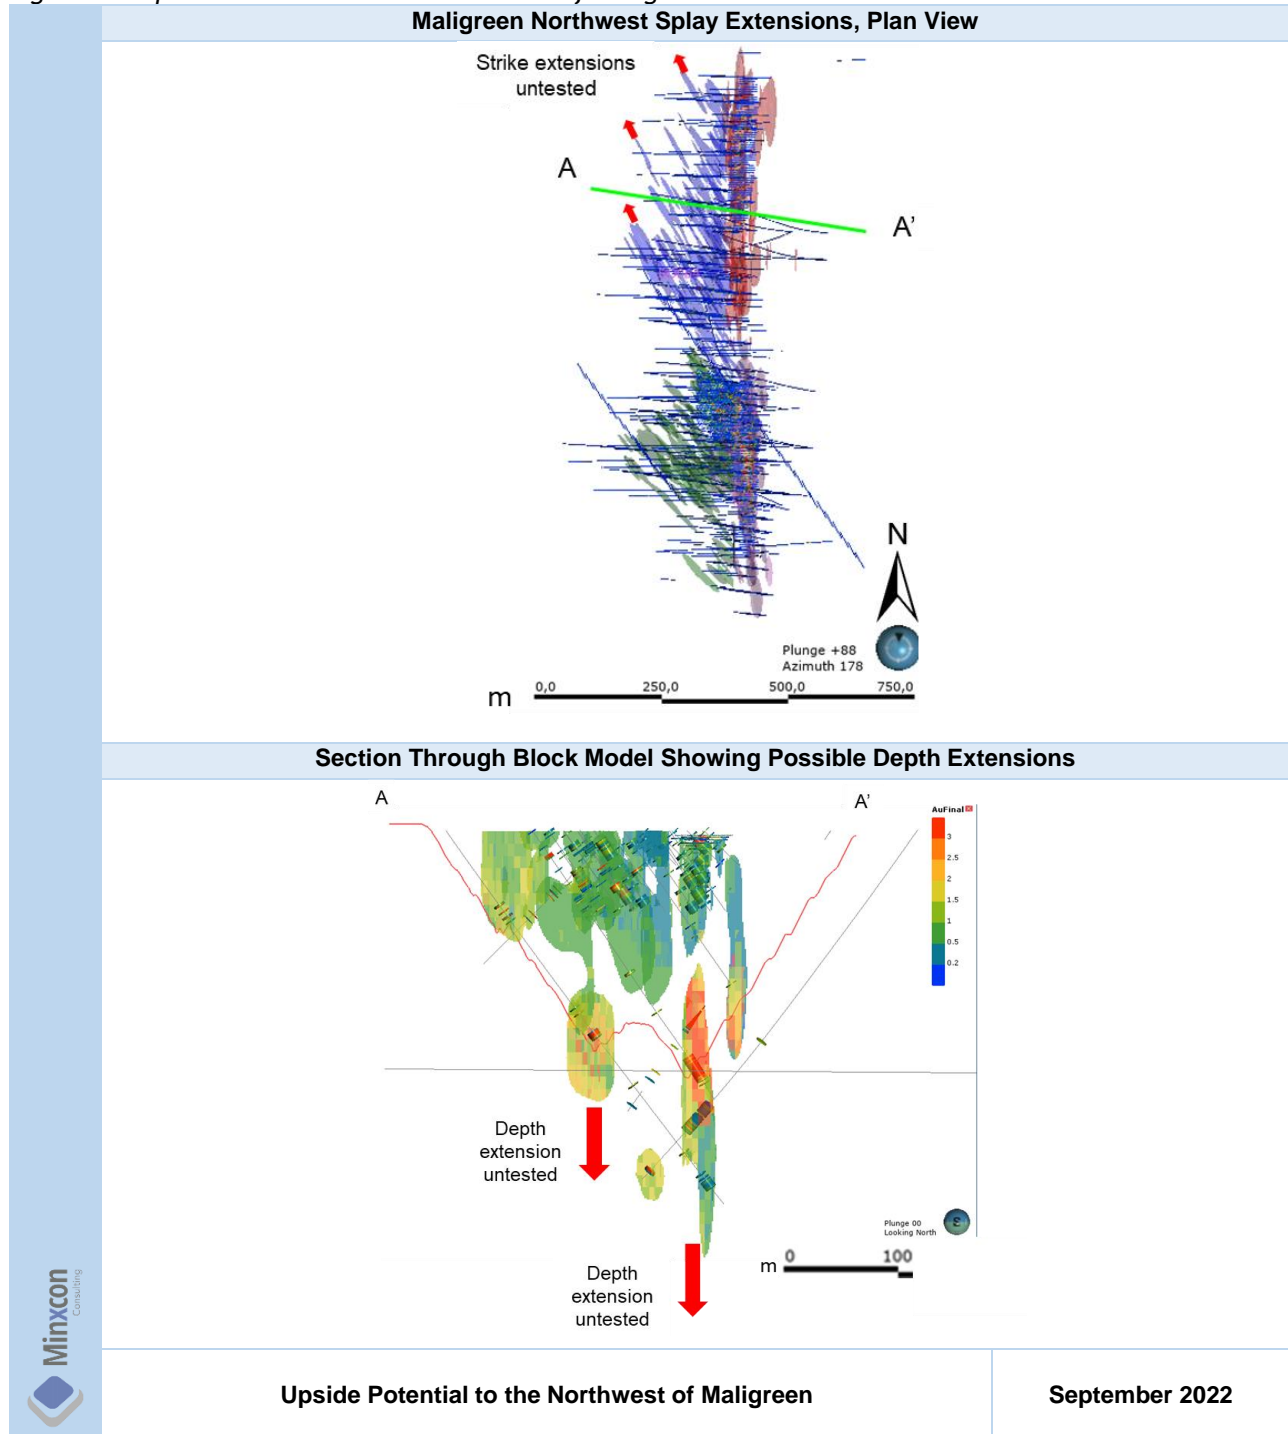 Maligreen Northwest Splay Extensions, Plan View
Strike extensions
untested
A
A’
N
Plunge +88
Azimuth 178
m
0,0 250,0 500,0 750,0
Section Through Block Model Showing Possible Depth Extensions
A
A’
AuFinal
3
2.5
2
1.5
1
0.5
0.2
Depth
extension
untested
Plunge 00
Looking North
m
0 100
Depth
extension
untested
Minxcon
Consulting
Upside Potential to the Northwest of Maligreen
September 2022